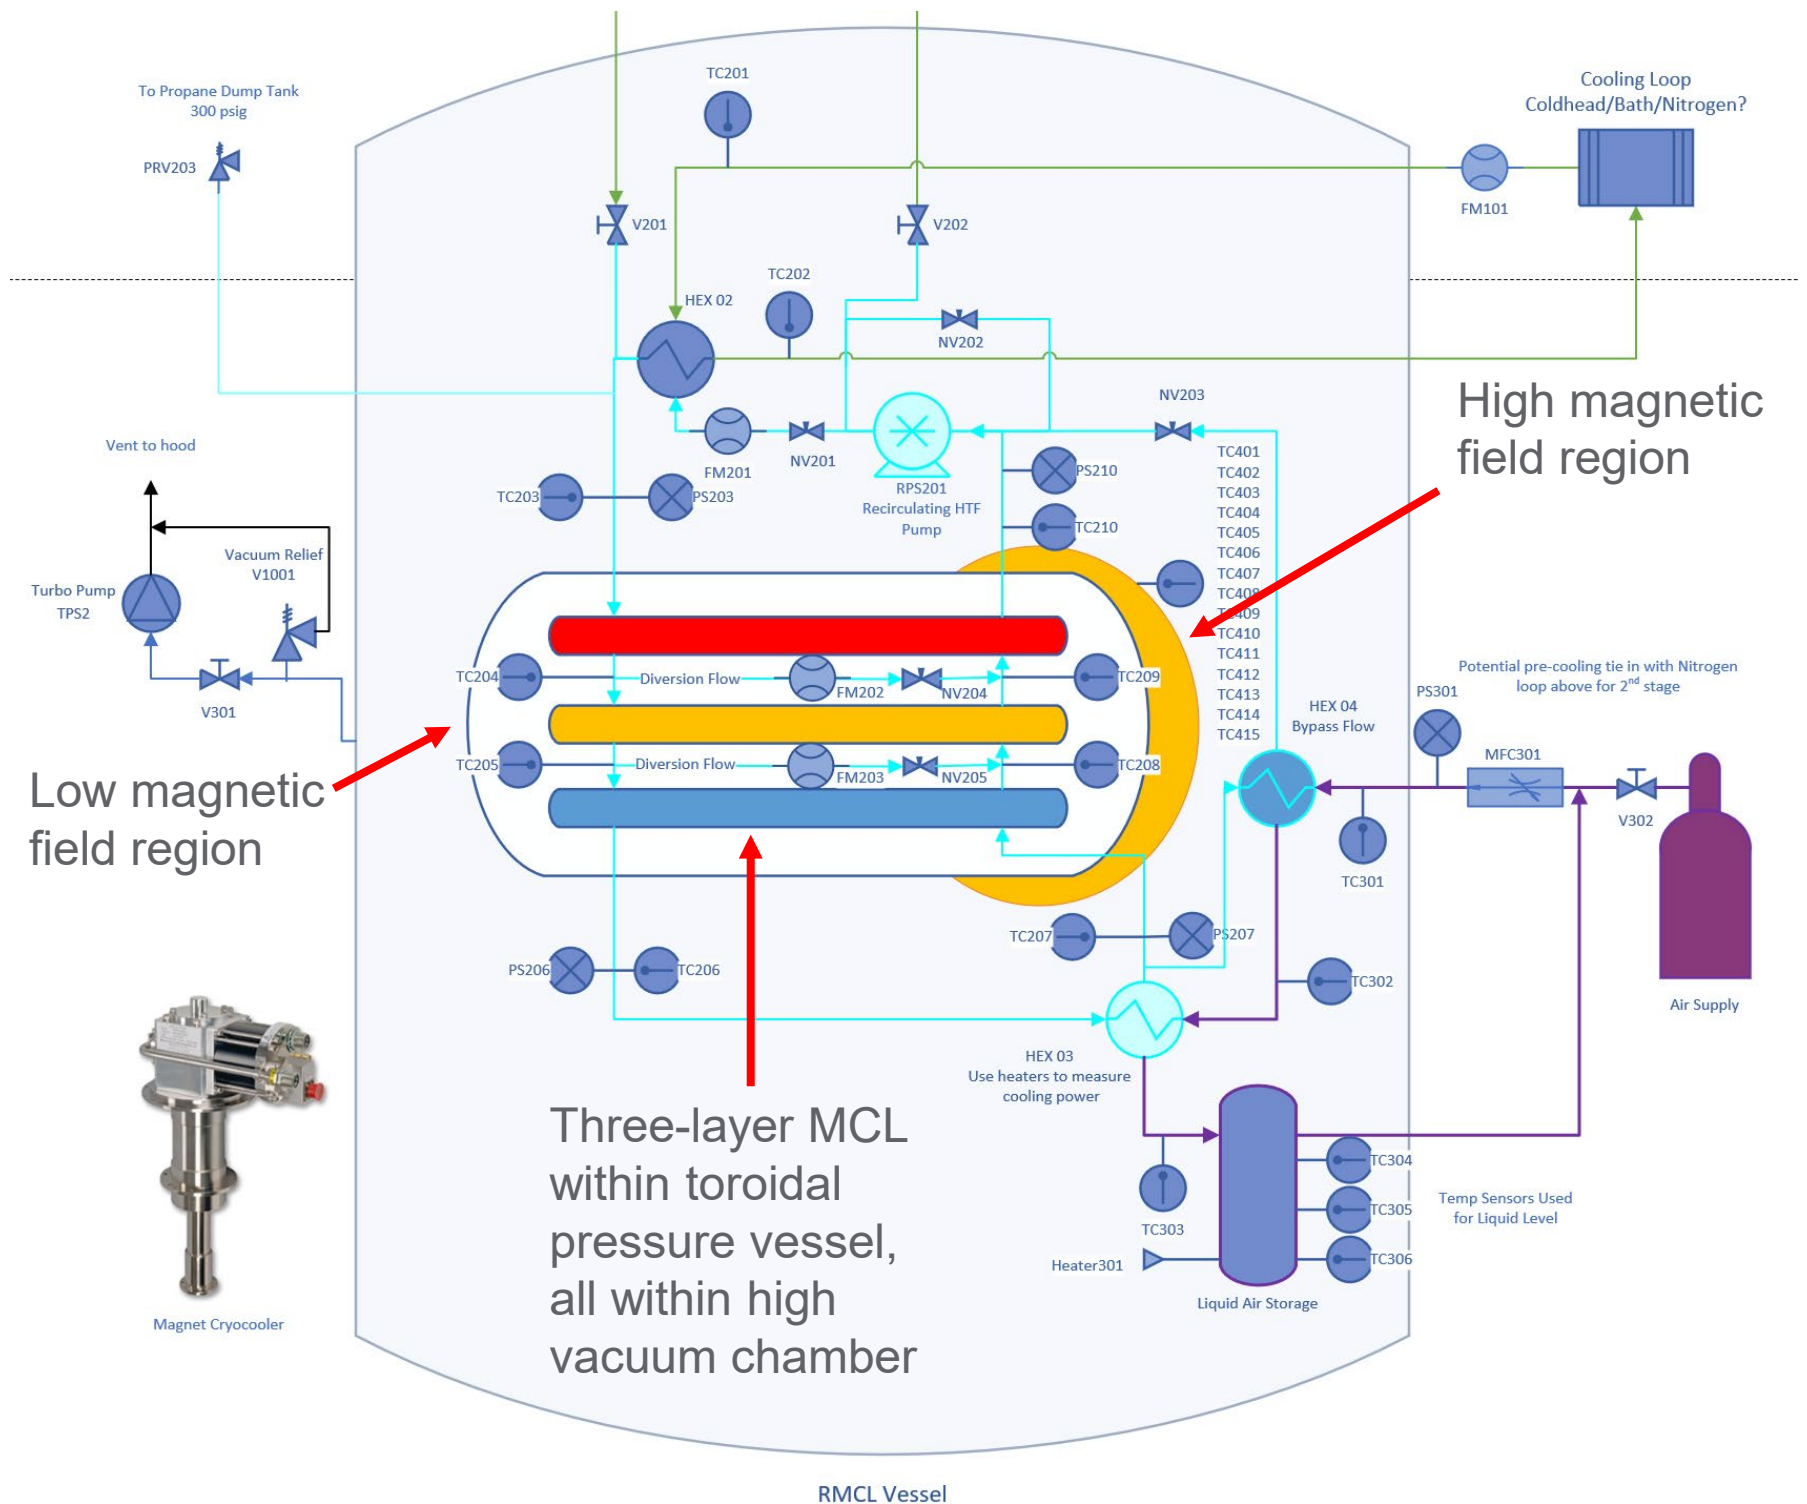 TC201
To Propane Dump Tank
300 psig
PRV203
Cooling Loop
Coldhead/Bath/Nitrogen?
FM101
V201
V202
TC202
HEX 02
NV202
NV203
High magnetic
field region
Vent to hood
FM201
NV201
TC203
PS203
RPS201
Recirculating HTF
Pump
PS210
TC210
TC401
TC402
TC403
TC404
TC405
TC406
TC407
TC408
TC409
TC410
TC411
TC412
TC413
TC414
TC415
Vacuum Relief
V1001
Turbo Pump
TPS2
V301
TC204
Diversion Flow
FM202
NV204
TC209
TC205
Diversion Flow
FM203
NV205
TC208
Low magnetic
field region
Potential pre-cooling tie in with Nitrogen
loop above for 2nd stage
PS301
HEX 04
Bypass Flow
MFC301
V302
TC301
TC207
PS207
PS206
TC206
TC302
Air Supply
HEX 03
Use heaters to measure
cooling power
Three-layer MCL
within toroidal
pressure vessel,
all within high
vacuum chamber
TC303
TC304
TC305
TC306
Temp Sensors Used
for Liquid Level
Heater301
Liquid Air Storage
Magnet Cryocooler
RMCL Vessel